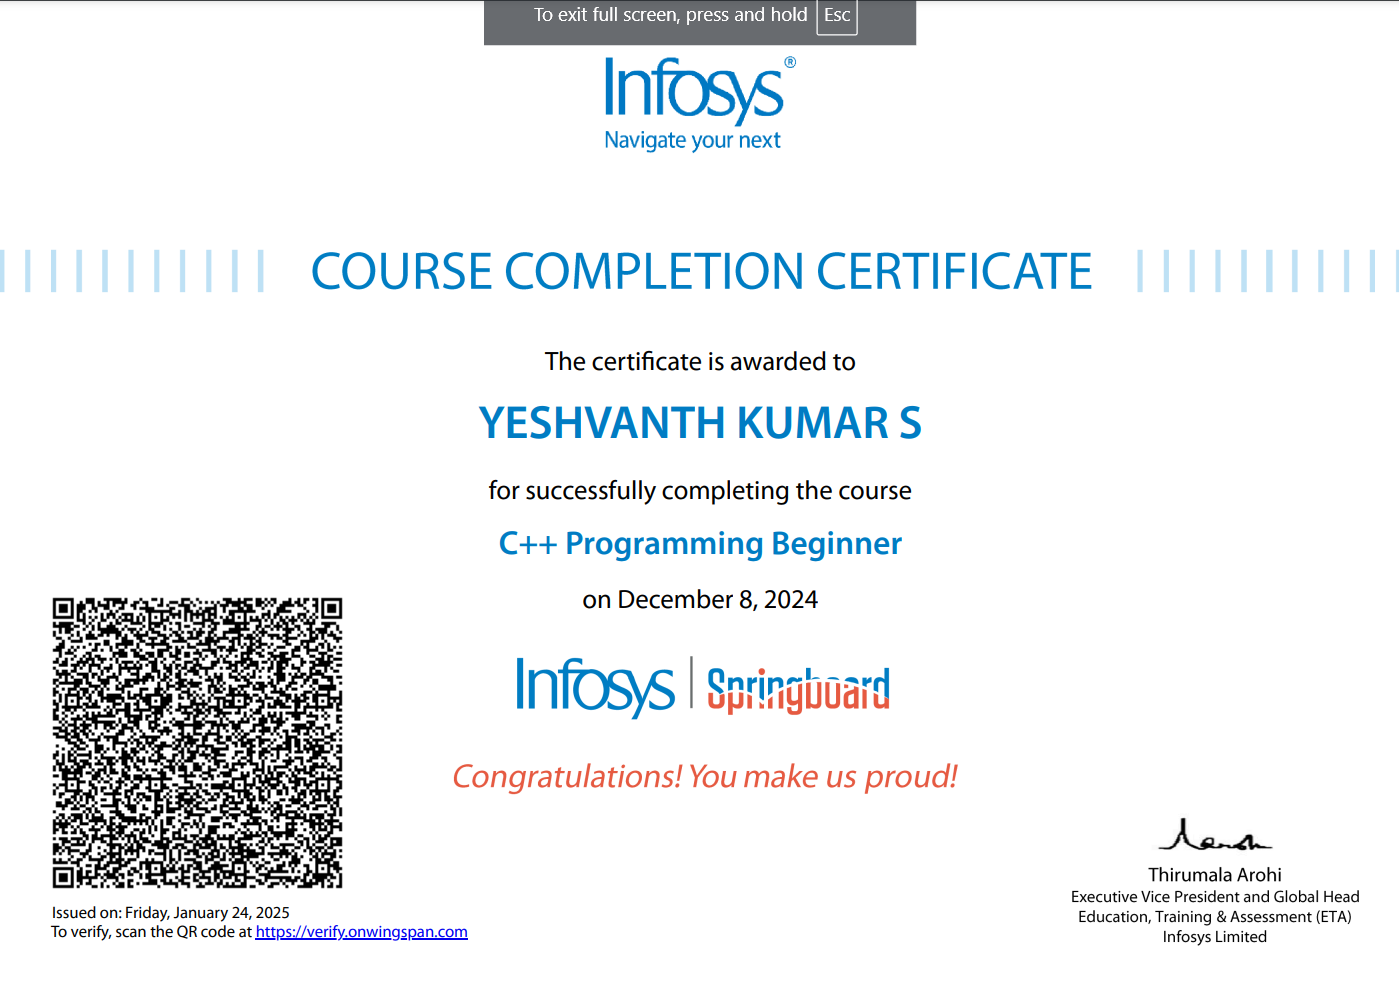 To exit full screen, press and hold Esc
Infosys®
Navigate your next
COURSE COMPLETION CERTIFICATE
The certificate is awarded to
YESHVANTH KUMAR S
for successfully completing the course
C++ Programming Beginner
on December 8, 2024
Infosys | Springboard
Congratulations! You make us proud!
Issued on: Friday, January 24, 2025
To verify, scan the QR code at https://verify.onwingspan.com
Thirumala Arohi
Executive Vice President and Global Head
Education, Training & Assessment (ETA)
Infosys Limited